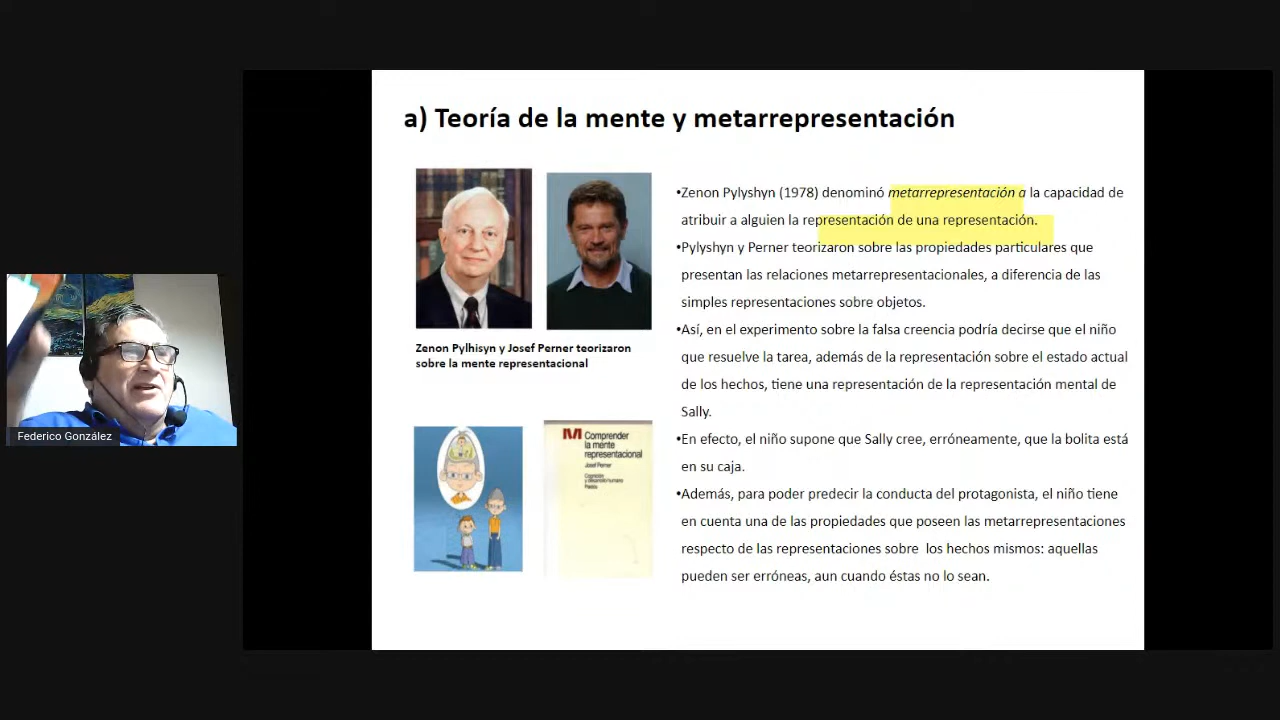 a) Teoría de la mente y metarrepresentación
•Zenon Pylyshyn (1978) denominó metarrepresentación a la capacidad de
atribuir a alguien la representación de una representación.
•Pylyshyn y Perner teorizaron sobre las propiedades particulares que
presentan las relaciones metarrepresentacionales, a diferencia de las
simples representaciones sobre objetos.
•Así, en el experimento sobre la falsa creencia podría decirse que el niño
que resuelve la tarea, además de la representación sobre el estado actual
de los hechos, tiene una representación de la representación mental de
Sally.
•En efecto, el niño supone que Sally cree, erróneamente, que la bolita está
en su caja.
•Además, para poder predecir la conducta del protagonista, el niño tiene
en cuenta una de las propiedades que poseen las metarrepresentaciones
respecto de las representaciones sobre los hechos mismos: aquellas
pueden ser erróneas, aun cuando éstas no lo sean.
Zenon Pylhisyn y Josef Perner teorizaron
sobre la mente representacional
Comprender
la mente
representacional
Josef Perner
Cognición
y desarrollo humano
Paidós
Federico González